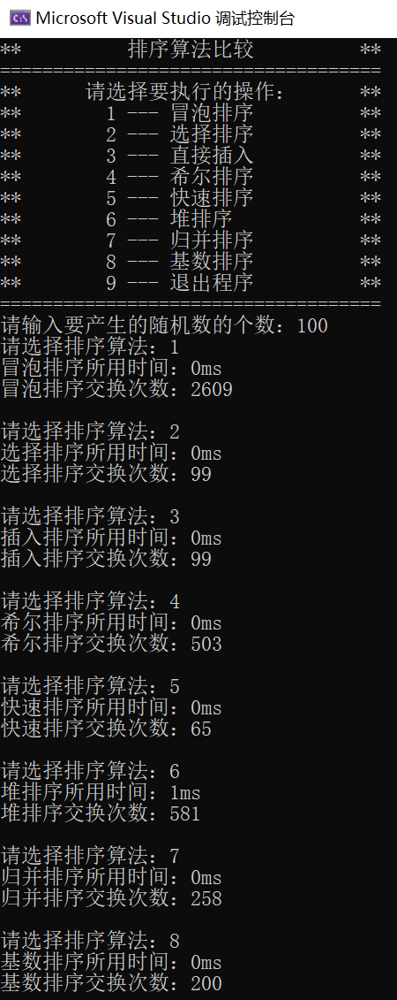 Microsoft Visual Studio 调试控制台
** 排序算法比较 **
====================================
** 请选择要执行的操作: **
** 1 --- 冒泡排序 **
** 2 --- 选择排序 **
** 3 --- 直接插入 **
** 4 --- 希尔排序 **
** 5 --- 快速排序 **
** 6 --- 堆排序 **
** 7 --- 归并排序 **
** 8 --- 基数排序 **
** 9 --- 退出程序 **
====================================
请输入要产生的随机数的个数：100
请选择排序算法：1
冒泡排序所用时间：0ms
冒泡排序交换次数：2609
请选择排序算法：2
选择排序所用时间：0ms
选择排序交换次数：99
请选择排序算法：3
插入排序所用时间：0ms
插入排序交换次数：99
请选择排序算法：4
希尔排序所用时间：0ms
希尔排序交换次数：503
请选择排序算法：5
快速排序所用时间：0ms
快速排序交换次数：65
请选择排序算法：6
堆排序所用时间：1ms
堆排序交换次数：581
请选择排序算法：7
归并排序所用时间：0ms
归并排序交换次数：258
请选择排序算法：8
基数排序所用时间：0ms
基数排序交换次数：200